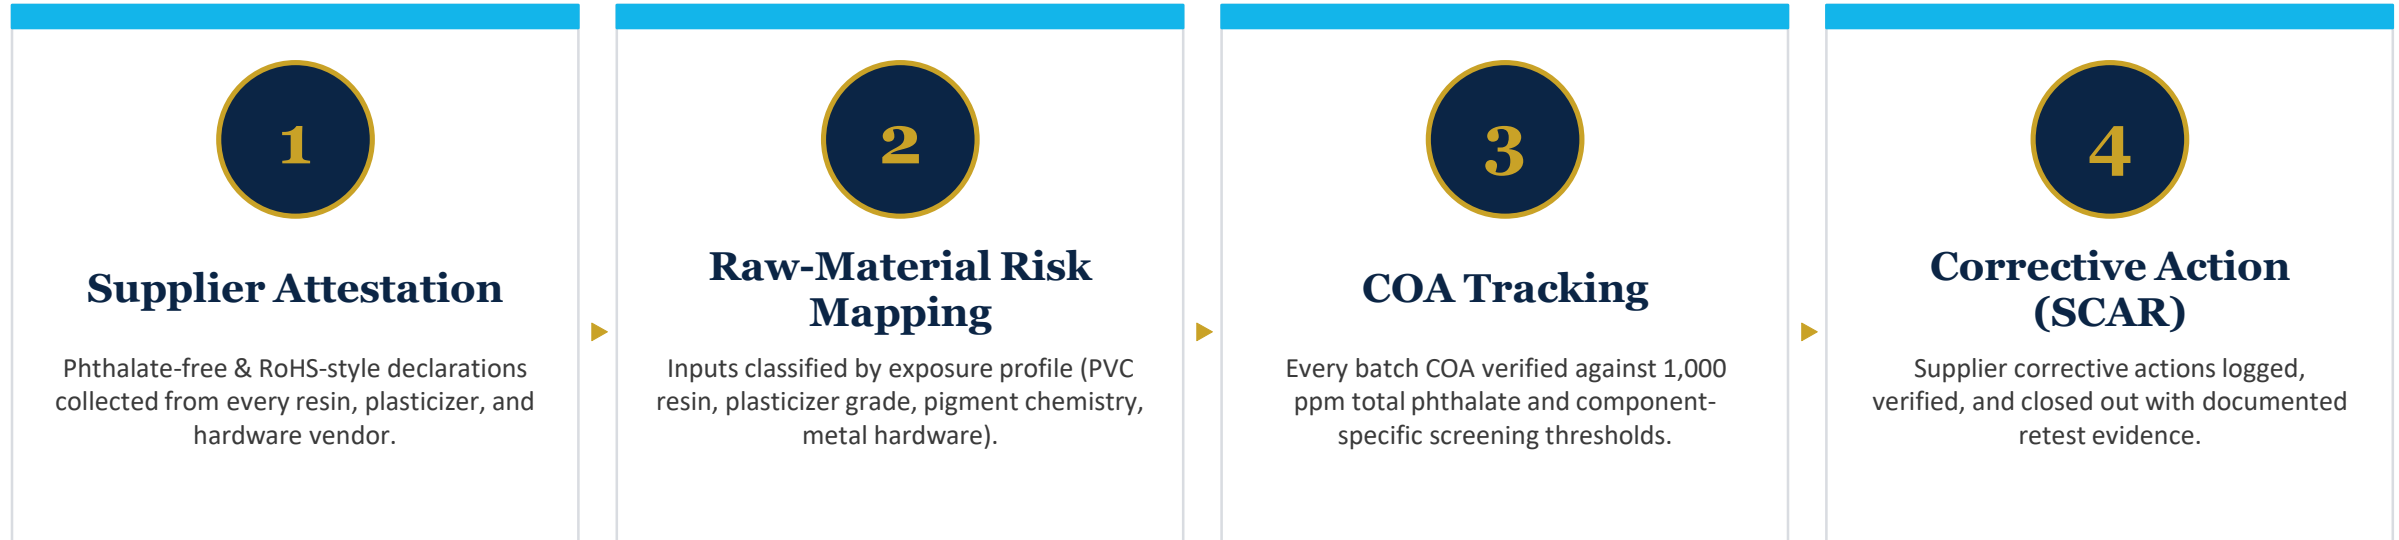 1
Supplier Attestation
Phthalate-free & RoHS-style declarations
collected from every resin, plasticizer, and
hardware vendor.
2
Raw-Material Risk
Mapping
Inputs classified by exposure profile (PVC
resin, plasticizer grade, pigment chemistry,
metal hardware).
3
COA Tracking
Every batch COA verified against 1,000
ppm total phthalate and component-
specific screening thresholds.
4
Corrective Action
(SCAR)
Supplier corrective actions logged,
verified, and closed out with documented
retest evidence.